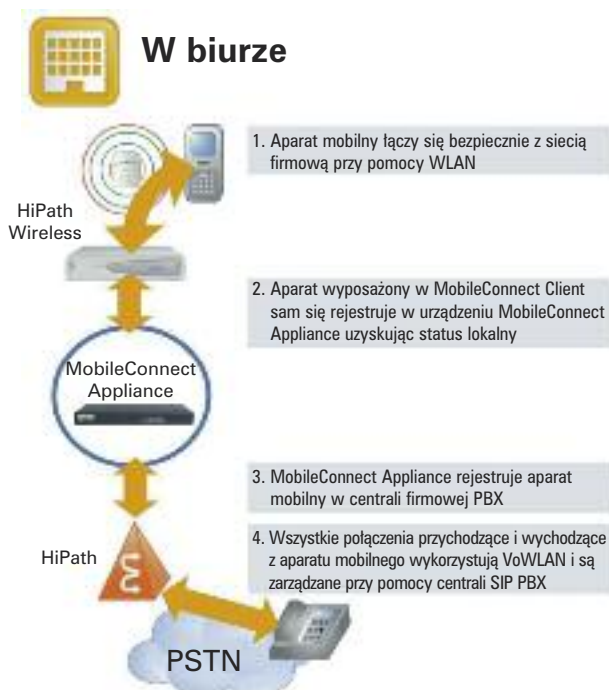 W biurze
1. Aparat mobilny łączy się bezpiecznie z siecią
firmową przy pomocy WLAN
HiPath
Wireless
2. Aparat wyposażony w MobileConnect Client
sam się rejestruje w urządzeniu MobileConnect
Appliance uzyskując status lokalny
MobileConnect
Appliance
3. MobileConnect Appliance rejestruje aparat
mobilny w centrali firmowej PBX
HiPath
4. Wszystkie połączenia przychodzące i wychodzące
z aparatu mobilnego wykorzystują VoWLAN i są
zarządzane przy pomocy centrali SIP PBX
PSTN